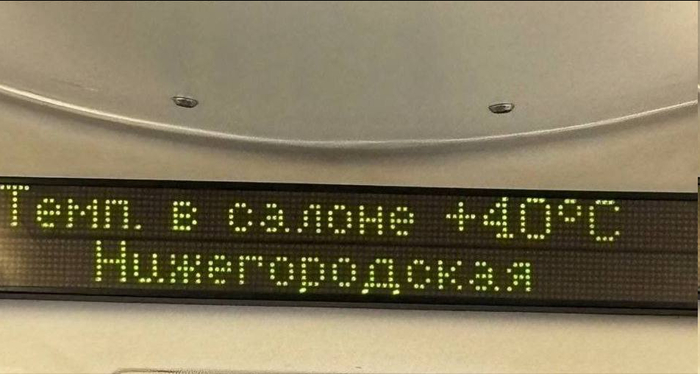 Темп. в салоне +40°C
Нижегородская